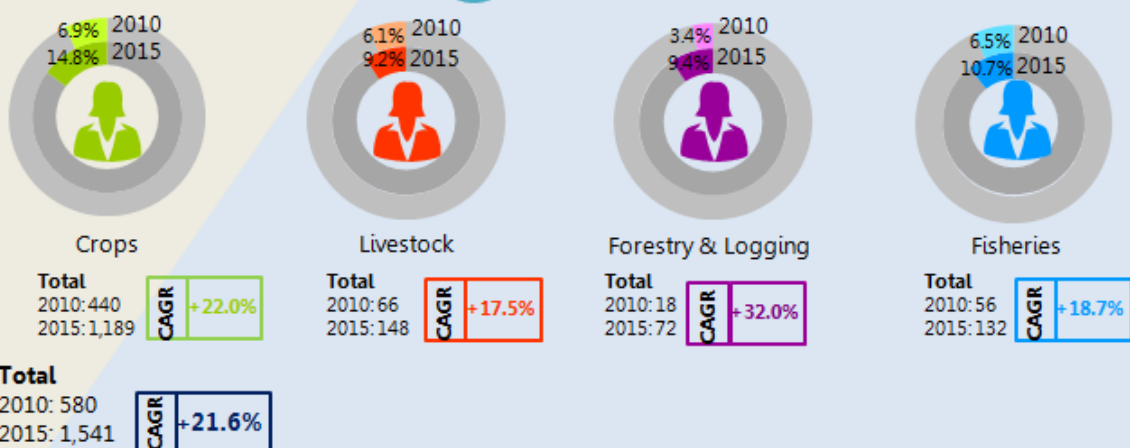 6.9% 2010
14.8% 2015
Crops
Total
2010:440
2015:1,189
CAGR
+22.0%
6.1% 2010
9.2% 2015
Livestock
Total
2010:66
2015:148
CAGR
+17.5%
3.4% 2010
9.4% 2015
Forestry & Logging
Total
2010:18
2015:72
CAGR
+32.0%
6.5% 2010
10.7% 2015
Fisheries
Total
2010:56
2015:132
CAGR
+18.7%
Total
2010: 580
2015: 1,541
CAGR
+21.6%